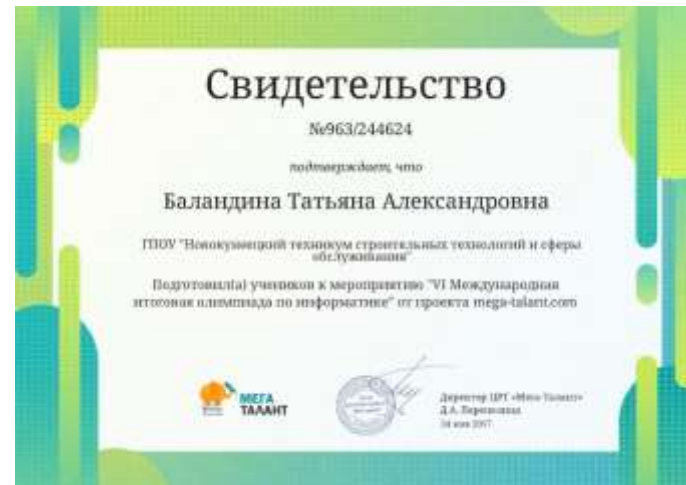 Свидетельство
№963/244624
подтверждает, что
Баландина Татьяна Александровна
ГПОУ "Новокузнецкий техникум строительных технологий и сферы
обслуживания"
Подготовил(а) учеников к мероприятию "VI Международная
итоговая олимпиада по информатике" от проекта mega-talant.com
МЕГА
ТАЛАНТ
Директор ЦРТ «Мега-Талант»
Д.А.
2017